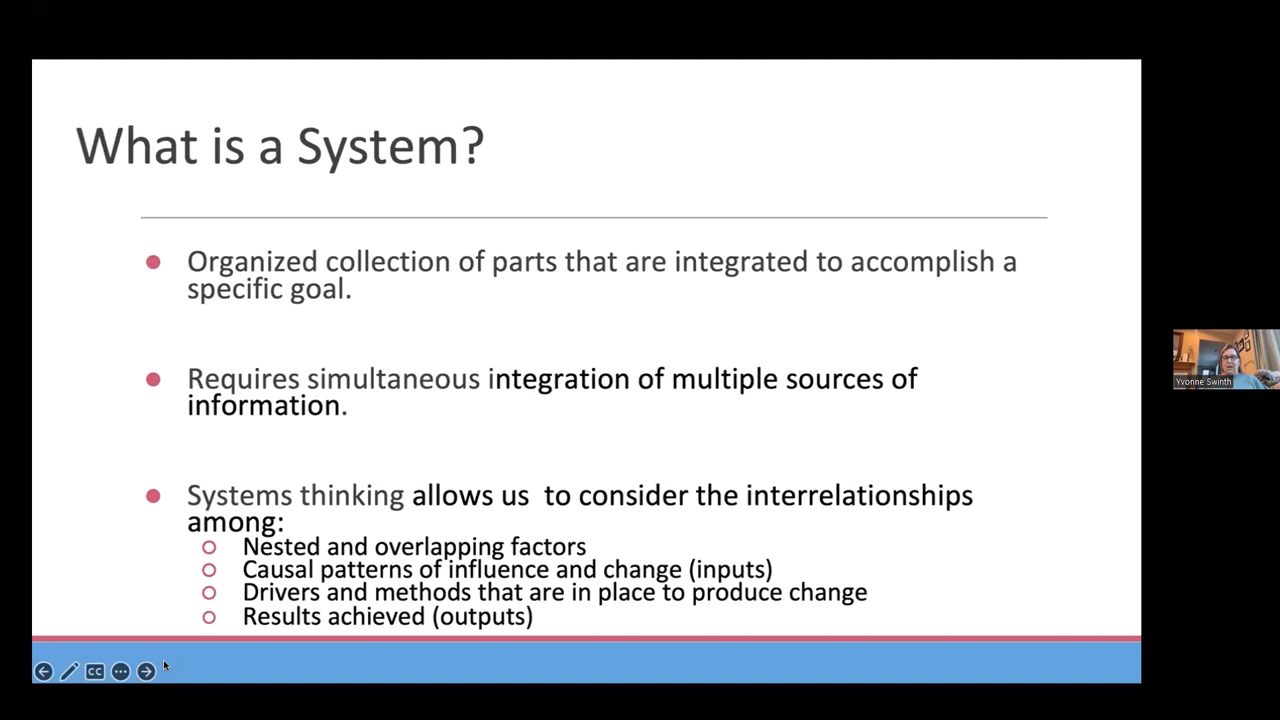 What is a System?
Organized collection of parts that are integrated to accomplish a
specific goal.
Requires simultaneous integration of multiple sources of
information.
Systems thinking allows us  to consider the interrelationships
among:
Nested and overlapping factors
Causal patterns of influence and change (inputs)
Drivers and methods that are in place to produce change
Results achieved (outputs)
Yvonne Swinth
CC